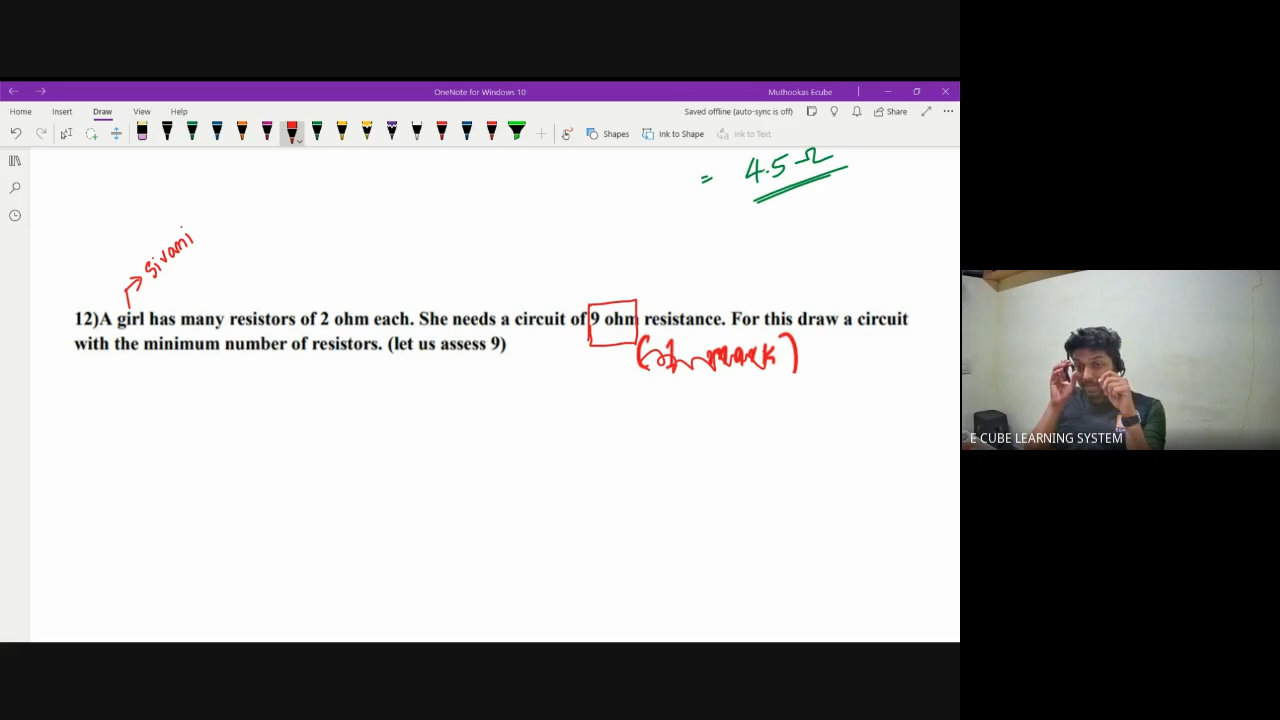 OneNote for Windows 10
Muthookas Ecube
Home Insert Draw View Help
Saved offline (auto-sync is off)
Share
Shapes
Ink to Shape
Ink to Text
= 4.5 Ω
Sivami
12)A girl has many resistors of 2 ohm each. She needs a circuit of 9 ohm resistance. For this draw a circuit
with the minimum number of resistors. (let us assess 9)
E CUBE LEARNING SYSTEM